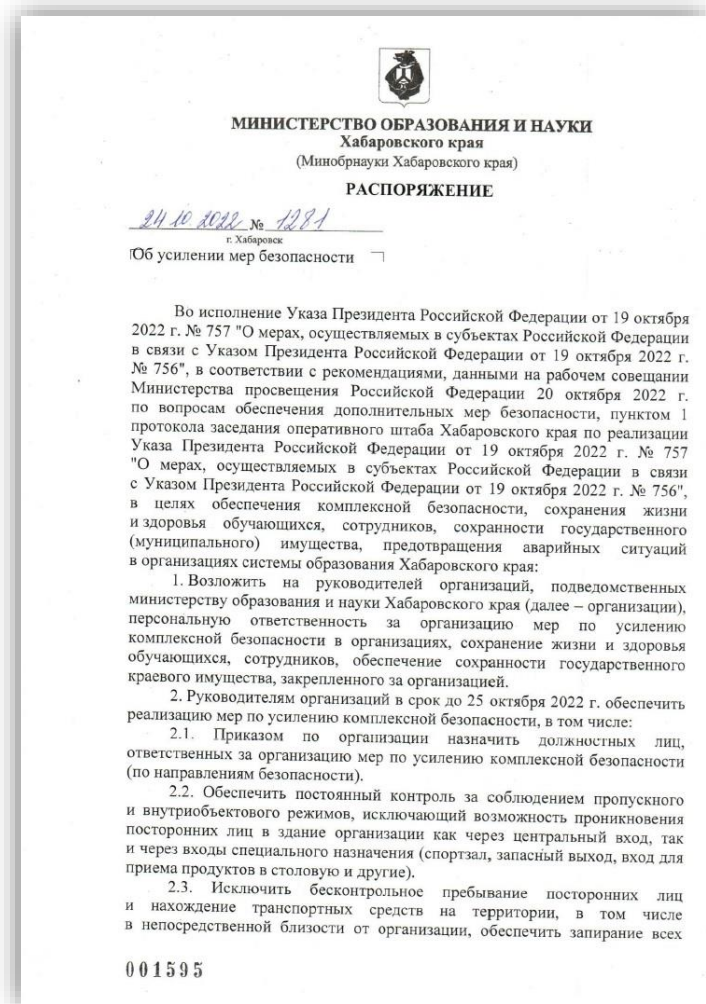 МИНИСТЕРСТВО ОБРАЗОВАНИЯ И НАУКИ
Хабаровского края
(Минобрнауки Хабаровского края)
РАСПОРЯЖЕНИЕ
24.10.2022 № 1281
г. Хабаровск
Об усилении мер безопасности
Во исполнение Указа Президента Российской Федерации от 19 октября
2022 г. № 757 "О мерах, осуществляемых в субъектах Российской Федерации
в связи с Указом Президента Российской Федерации от 19 октября 2022 г.
№ 756", в соответствии с рекомендациями, данными на рабочем совещании
Министерства просвещения Российской Федерации 20 октября 2022 г.
по вопросам обеспечения дополнительных мер безопасности, пунктом 1
протокола заседания оперативного штаба Хабаровского края по реализации
Указа Президента Российской Федерации от 19 октября 2022 г. № 757
"О мерах, осуществляемых в субъектах Российской Федерации в связи
с Указом Президента Российской Федерации от 19 октября 2022 г. № 756",
в целях обеспечения комплексной безопасности, сохранения жизни
и здоровья обучающихся, сотрудников, сохранности государственного
(муниципального) имущества, предотвращения аварийных ситуаций
в организациях системы образования Хабаровского края:
1. Возложить на руководителей организаций, подведомственных
министерству образования и науки Хабаровского края (далее – организации),
персональную ответственность за организацию мер по усилению
комплексной безопасности в организациях, сохранение жизни и здоровья
обучающихся, сотрудников, обеспечение сохранности государственного
краевого имущества, закрепленного за организацией.
2. Руководителям организаций в срок до 25 октября 2022 г. обеспечить
реализацию мер по усилению комплексной безопасности, в том числе:
2.1. Приказом по организации назначить должностных лиц,
ответственных за организацию мер по усилению комплексной безопасности
(по направлениям безопасности).
2.2. Обеспечить постоянный контроль за соблюдением пропускного
и внутриобъектового режимов, исключающий возможность проникновения
посторонних лиц в здание организации как через центральный вход, так
и через входы специального назначения (спортзал, запасный выход, вход для
приема продуктов в столовую и другие).
2.3. Исключить бесконтрольное пребывание посторонних лиц
и нахождение транспортных средств на территории, в том числе
в непосредственной близости от организации, обеспечить запирание всех
001595